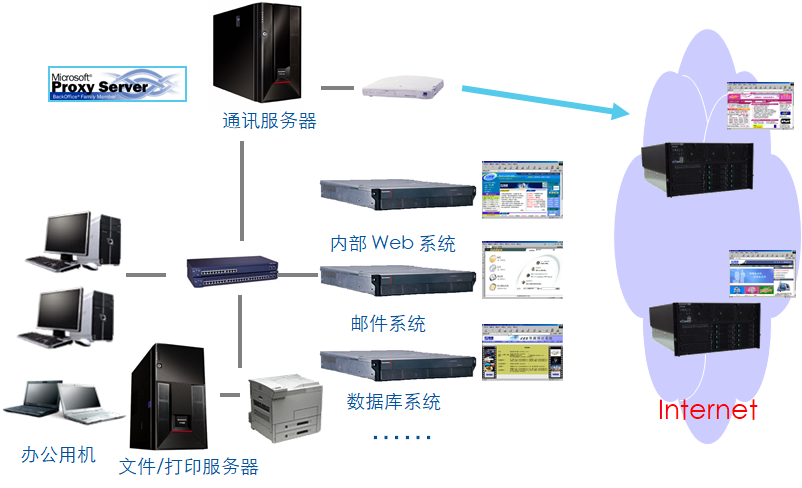 Microsoft®
Proxy Server
BackOffice® Family Member
通讯服务器
内部 Web 系统
邮件系统
数据库系统
......
办公用机
文件/打印服务器
Internet